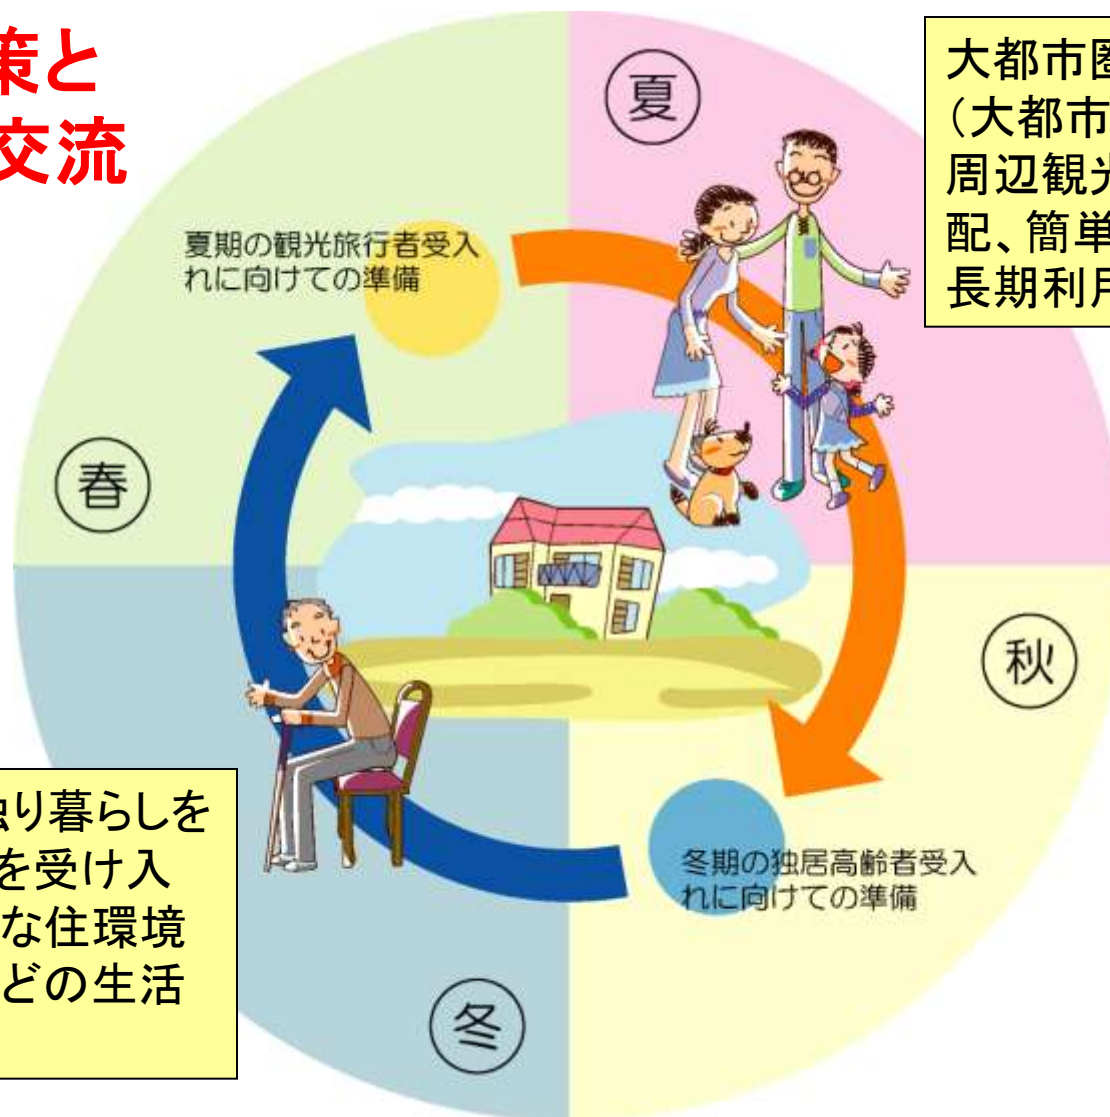 策と
交流
夏
大都市圏
（大都市
周辺観光
配、簡単
長期利用
夏期の観光旅行者受入
れに向けての準備
春
秋
り暮らしを
を受け入
な住環境
どの生活
冬期の独居高齢者受入
れに向けての準備
冬